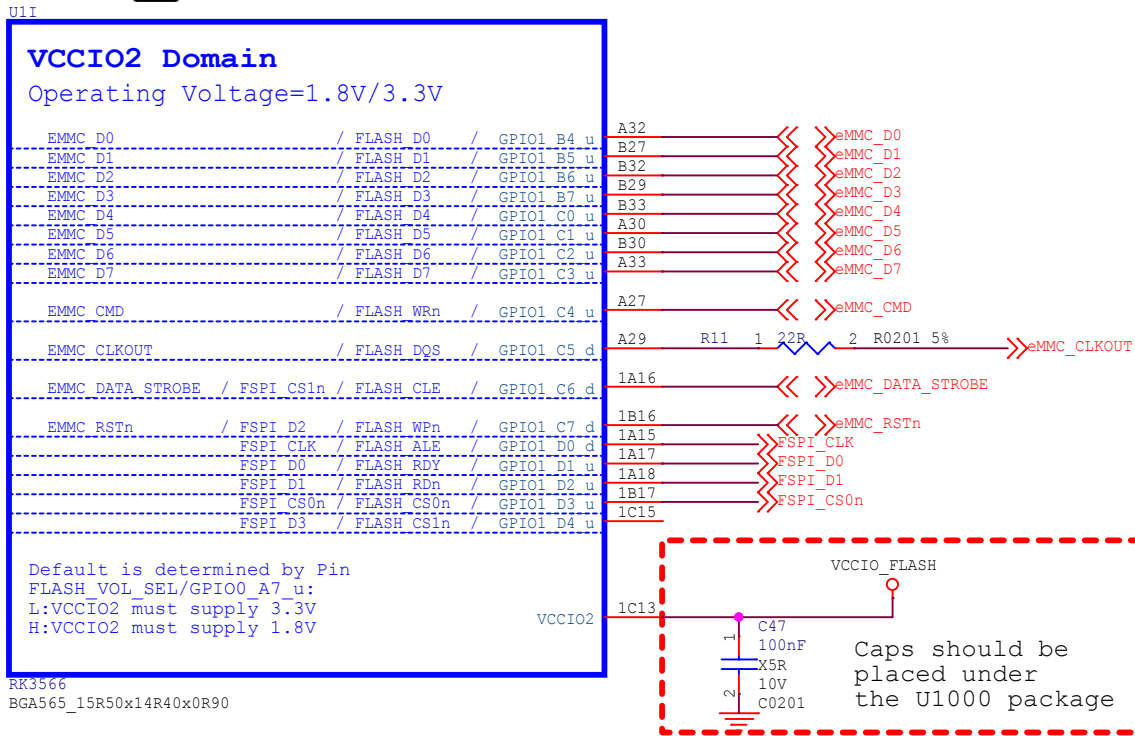 U1I
VCCIO2 Domain
Operating Voltage=1.8V/3.3V
EMMC_D0 / FLASH_D0 / GPIO1_B4_u A32 eMMC_D0
EMMC_D1 / FLASH_D1 / GPIO1_B5_u B27 eMMC_D1
EMMC_D2 / FLASH_D2 / GPIO1_B6_u B32 eMMC_D2
EMMC_D3 / FLASH_D3 / GPIO1_B7_u B29 eMMC_D3
EMMC_D4 / FLASH_D4 / GPIO1_C0_u B33 eMMC_D4
EMMC_D5 / FLASH_D5 / GPIO1_C1_u A30 eMMC_D5
EMMC_D6 / FLASH_D6 / GPIO1_C2_u B30 eMMC_D6
EMMC_D7 / FLASH_D7 / GPIO1_C3_u A33 eMMC_D7
EMMC_CMD / FLASH_WRn / GPIO1_C4_u A27 eMMC_CMD
EMMC_CLKOUT / FLASH_DQS / GPIO1_C5_d A29 R11 1 22R 2 R0201 5% eMMC_CLKOUT
EMMC_DATA_STROBE / FSPI_CS1n / FLASH_CLE / GPIO1_C6_d 1A16 eMMC_DATA_STROBE
EMMC_RSTn / FSPI_D2 / FLASH_WPn / GPIO1_C7_d 1B16 eMMC_RSTn
FSPI_CLK / FLASH_ALE / GPIO1_D0_d 1A15 FSPI_CLK
FSPI_D0 / FLASH_RDY / GPIO1_D1_u 1A17 FSPI_D0
FSPI_D1 / FLASH_RDn / GPIO1_D2_u 1A18 FSPI_D1
FSPI_CS0n / FLASH_CS0n / GPIO1_D3_u 1B17 FSPI_CS0n
FSPI_D3 / FLASH_CS1n / GPIO1_D4_u 1C15
Default is determined by Pin
FLASH_VOL_SEL/GPIO0_A7_u:
L:VCCIO2 must supply 3.3V
H:VCCIO2 must supply 1.8V
VCCIO2 1C13
VCCIO_FLASH
1
2
C47
100nF
X5R
10V
C0201
Caps should be
placed under
the U1000 package
RK3566
BGA565_15R50x14R40x0R90